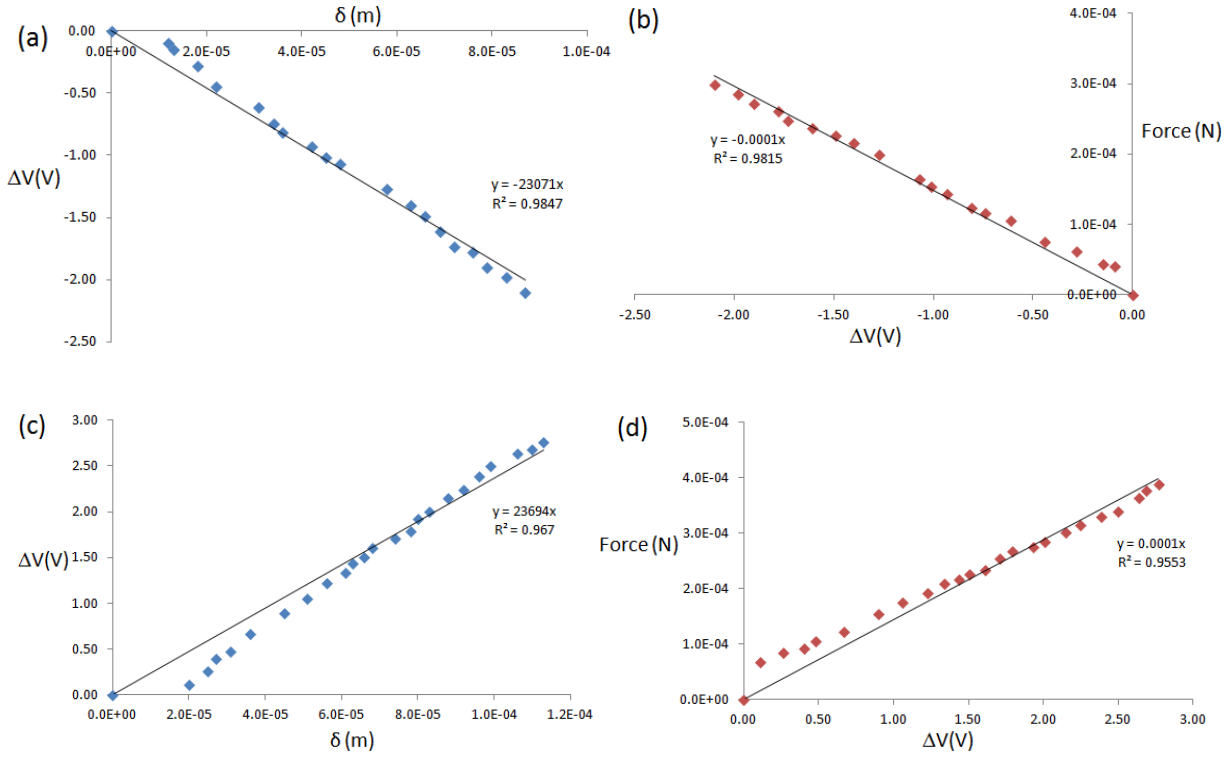 (a)
δ (m)
0.00
0.0E+00
2.0E-05
4.0E-05
6.0E-05
8.0E-05
1.0E-04
-0.50
-1.00
ΔV(V)
-1.50
-2.00
-2.50
y = -23071x
R² = 0.9847
(b)
4.0E-04
3.0E-04
Force (N)
2.0E-04
1.0E-04
0.0E+00
y = -0.0001x
R² = 0.9815
-2.50
-2.00
-1.50
-1.00
-0.50
0.00
ΔV(V)
(c)
3.00
2.50
2.00
ΔV(V)
1.50
1.00
0.50
0.00
y = 23694x
R² = 0.967
0.0E+00
2.0E-05
4.0E-05
6.0E-05
8.0E-05
1.0E-04
1.2E-04
δ (m)
(d)
5.0E-04
4.0E-04
Force (N)
3.0E-04
2.0E-04
1.0E-04
0.0E+00
y = 0.0001x
R² = 0.9553
0.00
0.50
1.00
1.50
2.00
2.50
3.00
ΔV(V)